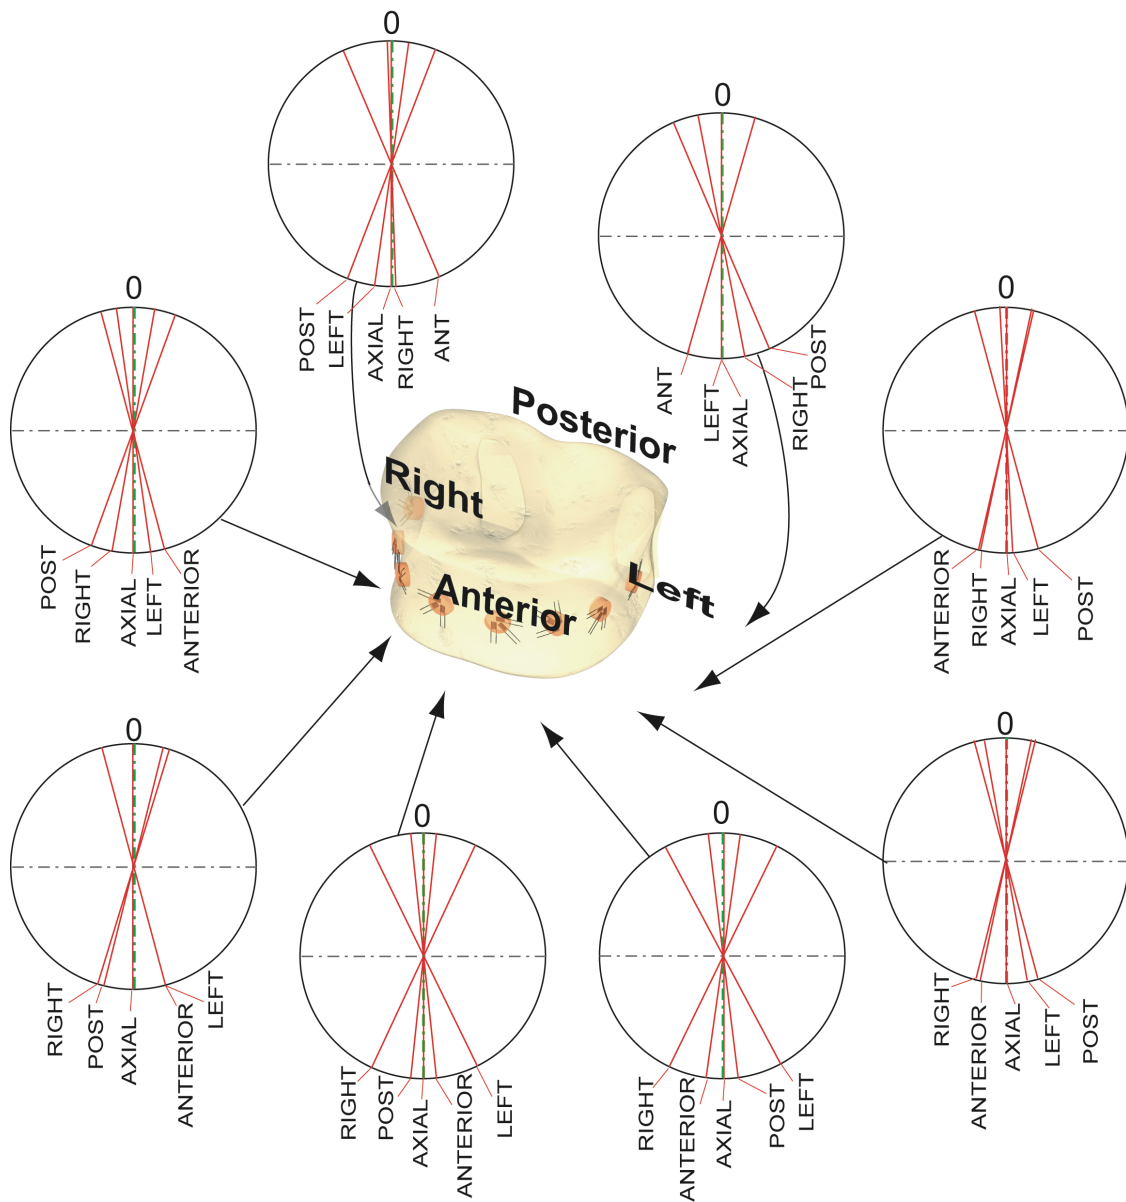 0
POST
LEFT
AXIAL
RIGHT
ANT
0
ANT
LEFT
AXIAL
RIGHT
POST
0
POST
RIGHT
AXIAL
LEFT
ANTERIOR
0
ANTERIOR
RIGHT
AXIAL
LEFT
POST
Posterior
Right
Anterior
Left
0
RIGHT
POST
AXIAL
ANTERIOR
LEFT
0
RIGHT
POST
AXIAL
ANTERIOR
LEFT
0
RIGHT
ANTERIOR
AXIAL
POST
LEFT
0
RIGHT
ANTERIOR
AXIAL
LEFT
POST